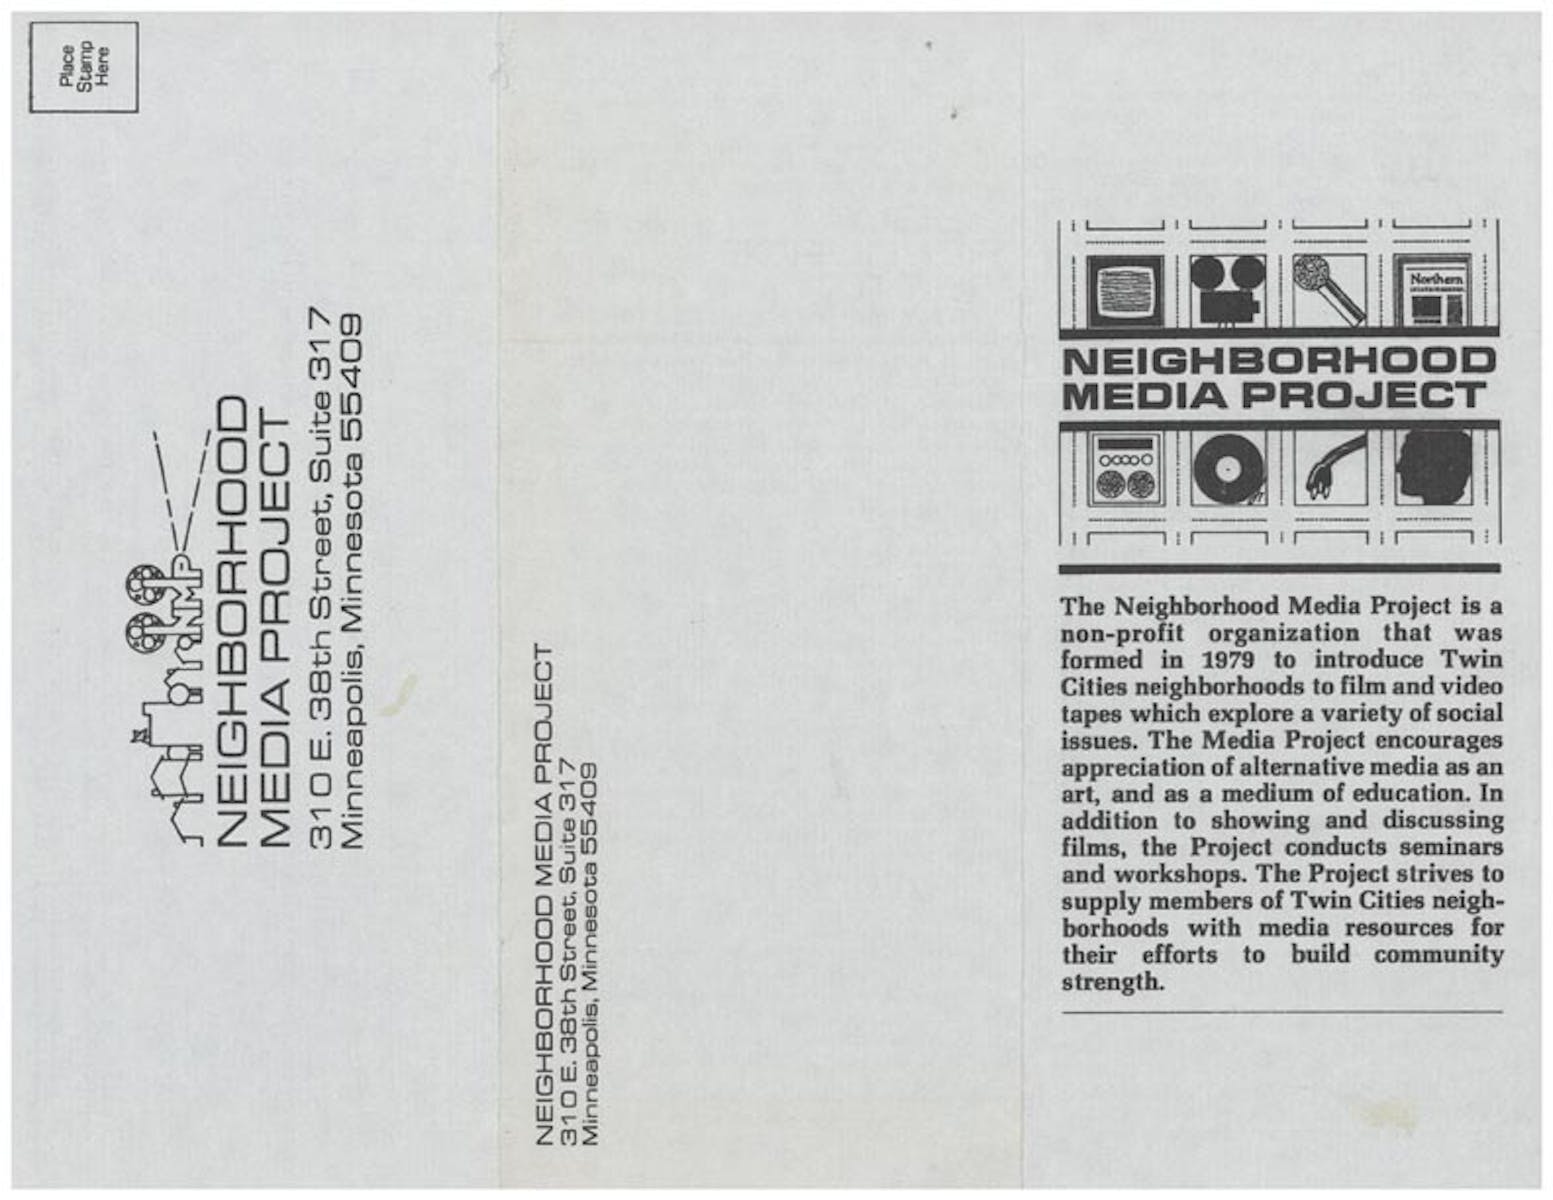 Place
Stamp
Here
NMP
NEIGHBORHOOD
MEDIA PROJECT
310 E. 38th Street, Suite 317
Minneapolis, Minnesota 55409
NEIGHBORHOOD MEDIA PROJECT
310 E. 38th Street, Suite 317
Minneapolis, Minnesota 55409
Northern
NEIGHBORHOOD
MEDIA PROJECT
The Neighborhood Media Project is a
non-profit organization that was
formed in 1979 to introduce Twin
Cities neighborhoods to film and video
tapes which explore a variety of social
issues. The Media Project encourages
appreciation of alternative media as an
art, and as a medium of education. In
addition to showing and discussing
films, the Project conducts seminars
and workshops. The Project strives to
supply members of Twin Cities neigh-
borhoods with media resources for
their efforts to build community
strength.